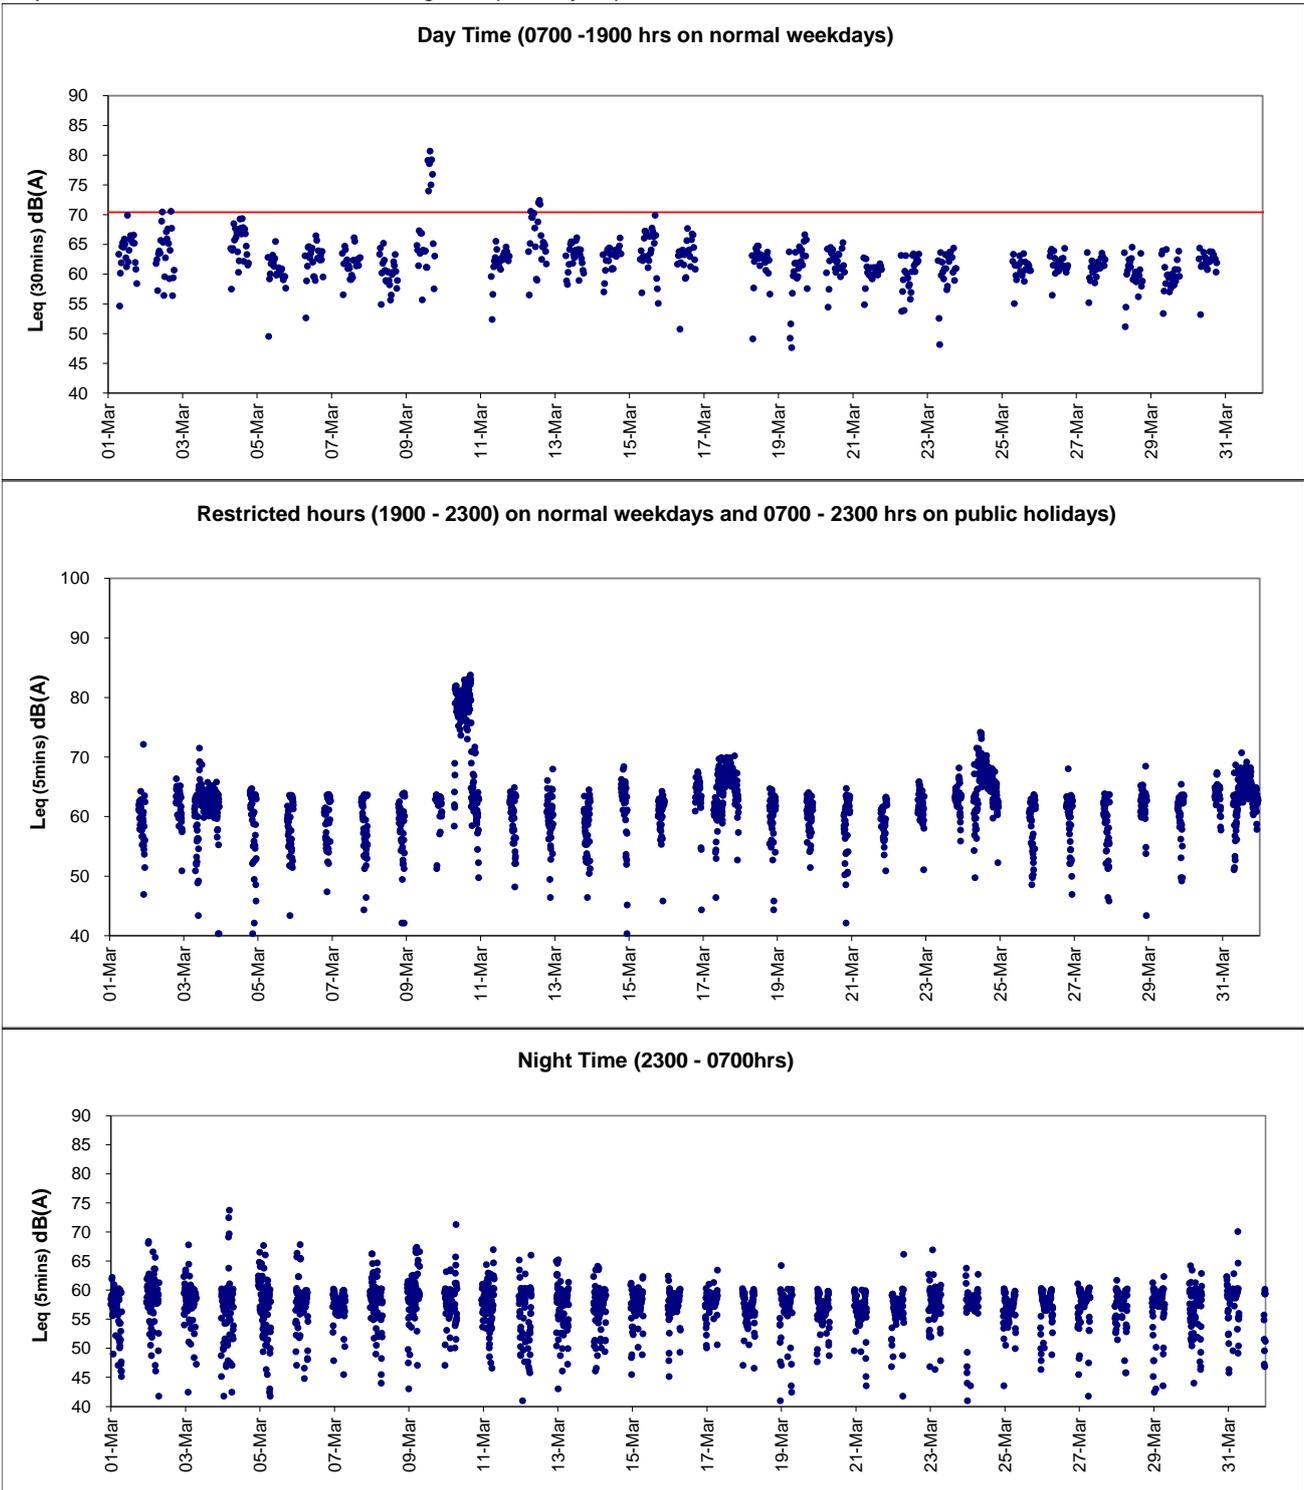 Day Time (0700 -1900 hrs on normal weekdays)
Leq (30mins) dB(A)
90
85
80
75
70
65
60
55
50
45
40
01-Mar
03-Mar
05-Mar
07-Mar
09-Mar
11-Mar
13-Mar
15-Mar
17-Mar
19-Mar
21-Mar
23-Mar
25-Mar
27-Mar
29-Mar
31-Mar
Restricted hours (1900 - 2300) on normal weekdays and 0700 - 2300 hrs on public holidays)
Leq (5mins) dB(A)
100
90
80
70
60
50
40
01-Mar
03-Mar
05-Mar
07-Mar
09-Mar
11-Mar
13-Mar
15-Mar
17-Mar
19-Mar
21-Mar
23-Mar
25-Mar
27-Mar
29-Mar
31-Mar
Night Time (2300 - 0700hrs)
Leq (5mins) dB(A)
90
85
80
75
70
65
60
55
50
45
40
01-Mar
03-Mar
05-Mar
07-Mar
09-Mar
11-Mar
13-Mar
15-Mar
17-Mar
19-Mar
21-Mar
23-Mar
25-Mar
27-Mar
29-Mar
31-Mar